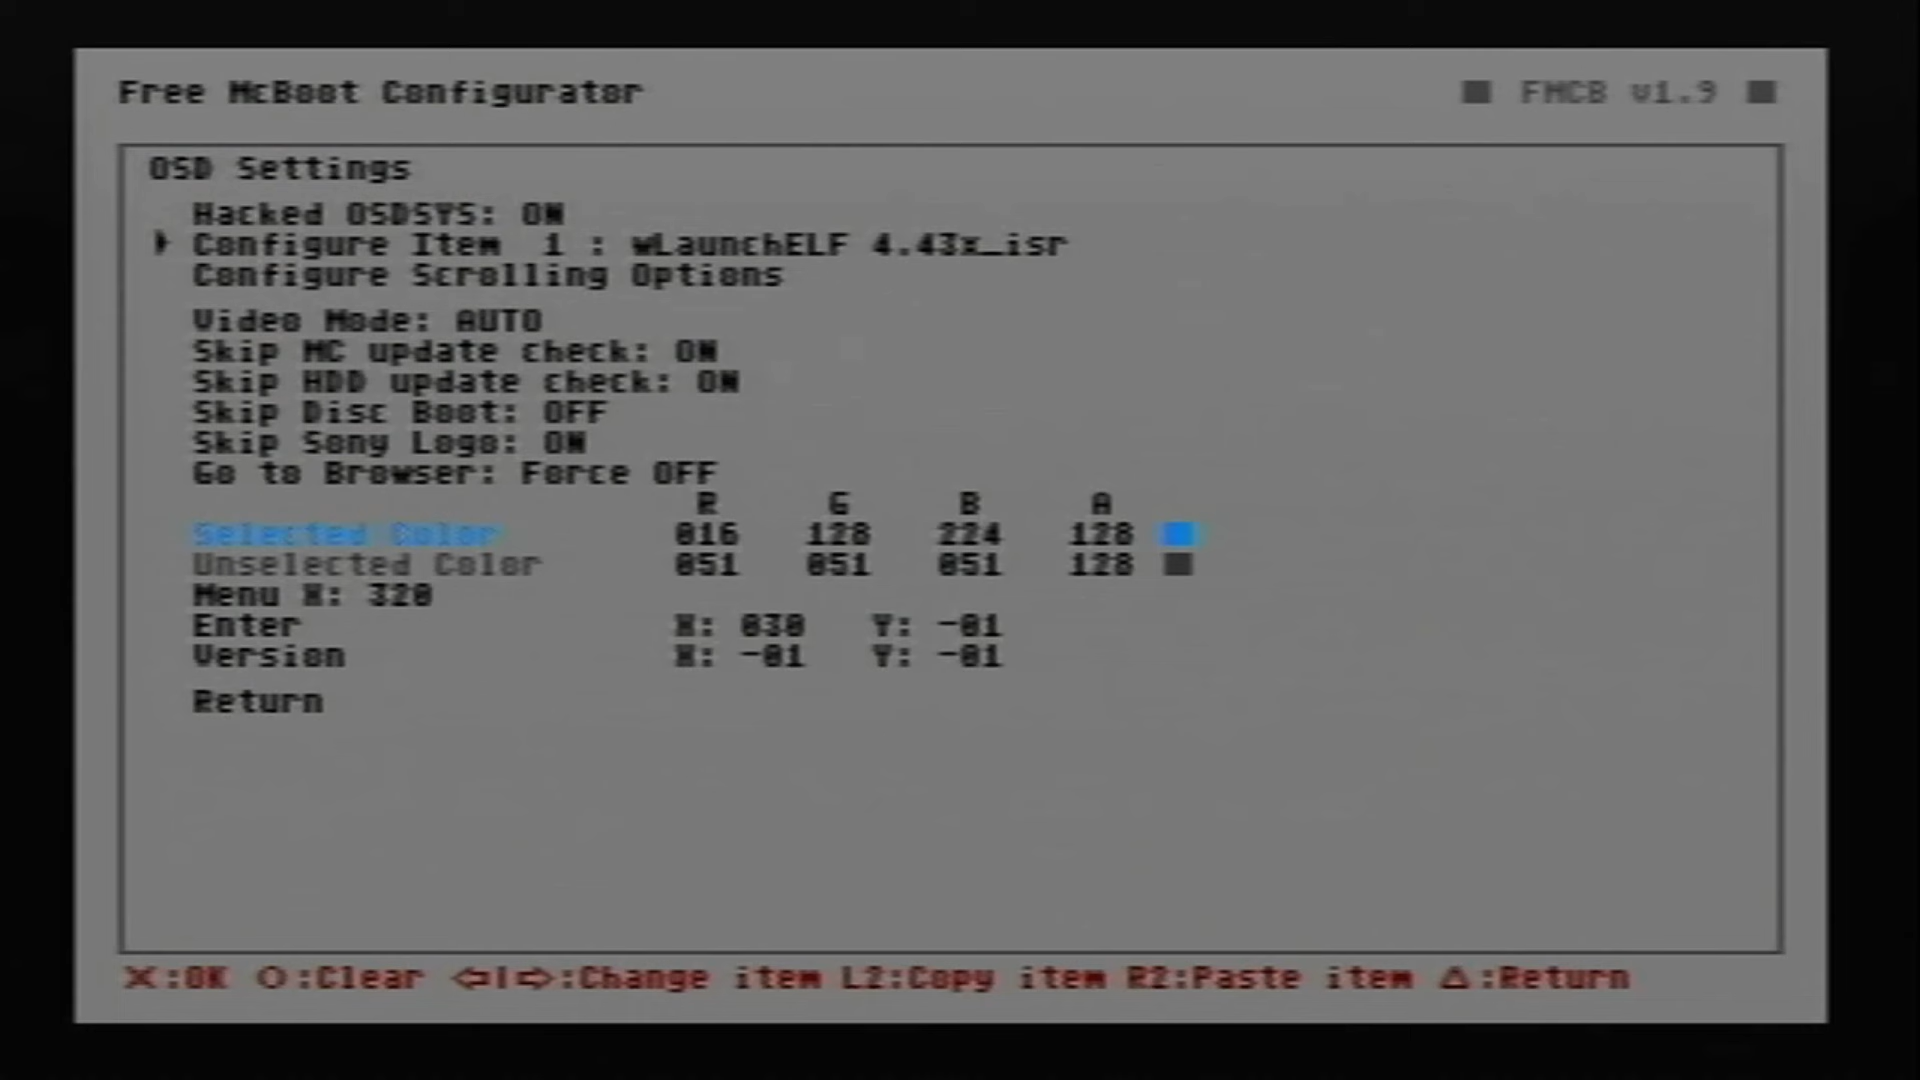 Free McBoot Configurator
■ FMCB v1.9 ■
OSD Settings
Hacked OSDSYS: ON
Configure Item  1 : wLaunchELF 4.43x_isr
Configure Scrolling Options
Video Mode: AUTO
Skip MC update check: ON
Skip HDD update check: ON
Skip Disc Boot: OFF
Skip Sony Logo: ON
Go to Browser: Force OFF
R G B A
Selected Color 016 128 224 128
Unselected Color 051 051 051 128
Menu X: 320
Enter X: 030 Y: -01
Version X: -01 Y: -01
Return
✕:OK ○:Clear ⇦|⇨:Change item L2:Copy item R2:Paste item △:Return